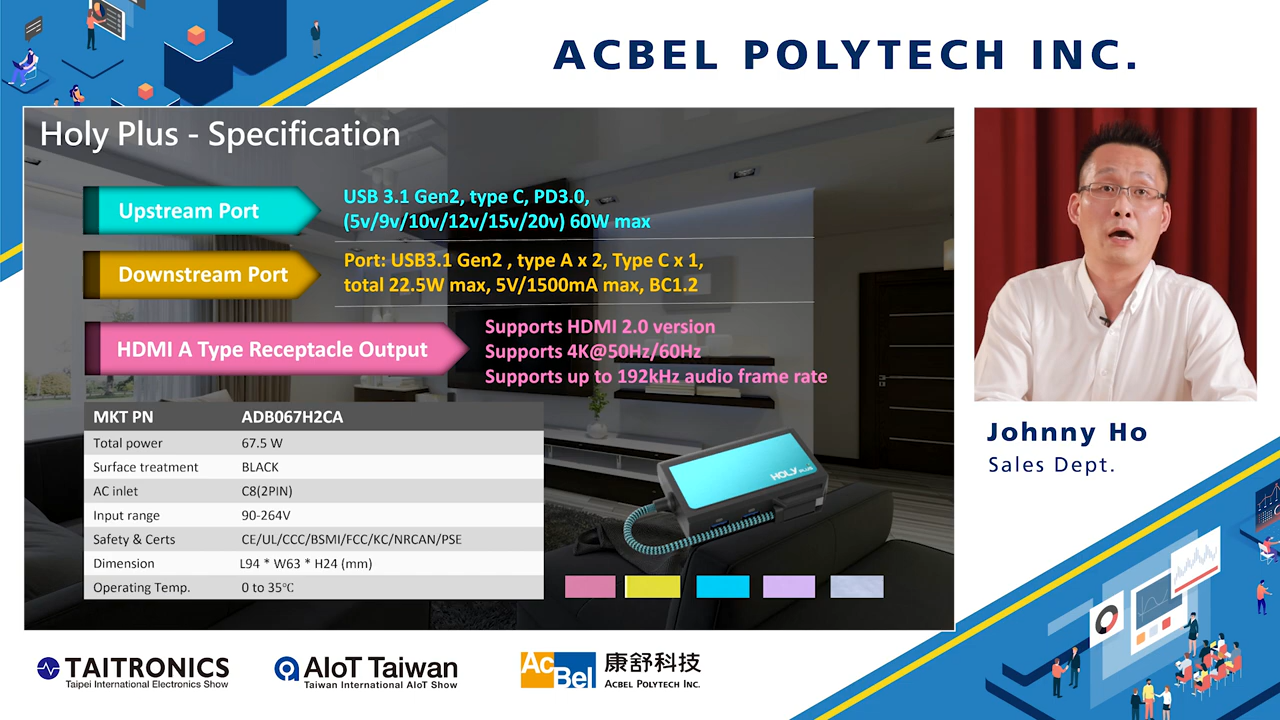 ACBEL POLYTECH INC.
Holy Plus - Specification
Upstream Port
USB 3.1 Gen2, type C, PD3.0,
(5v/9v/10v/12v/15v/20v) 60W max
Downstream Port
Port: USB3.1 Gen2 , type A x 2, Type C x 1,
total 22.5W max, 5V/1500mA max, BC1.2
HDMI A Type Receptacle Output
Supports HDMI 2.0 version
Supports 4K@50Hz/60Hz
Supports up to 192kHz audio frame rate
MKT PN ADB067H2CA
Total power 67.5 W
Surface treatment BLACK
AC inlet C8(2PIN)
Input range 90-264V
Safety & Certs CE/UL/CCC/BSMI/FCC/KC/NRCAN/PSE
Dimension L94 * W63 * H24 (mm)
Operating Temp. 0 to 35℃
HOLY PLUS
Johnny Ho
Sales Dept.
TAITRONICS
Taipei International Electronics Show
AIoT Taiwan
Taiwan International AIoT Show
AcBel
康舒科技
ACBEL POLYTECH INC.